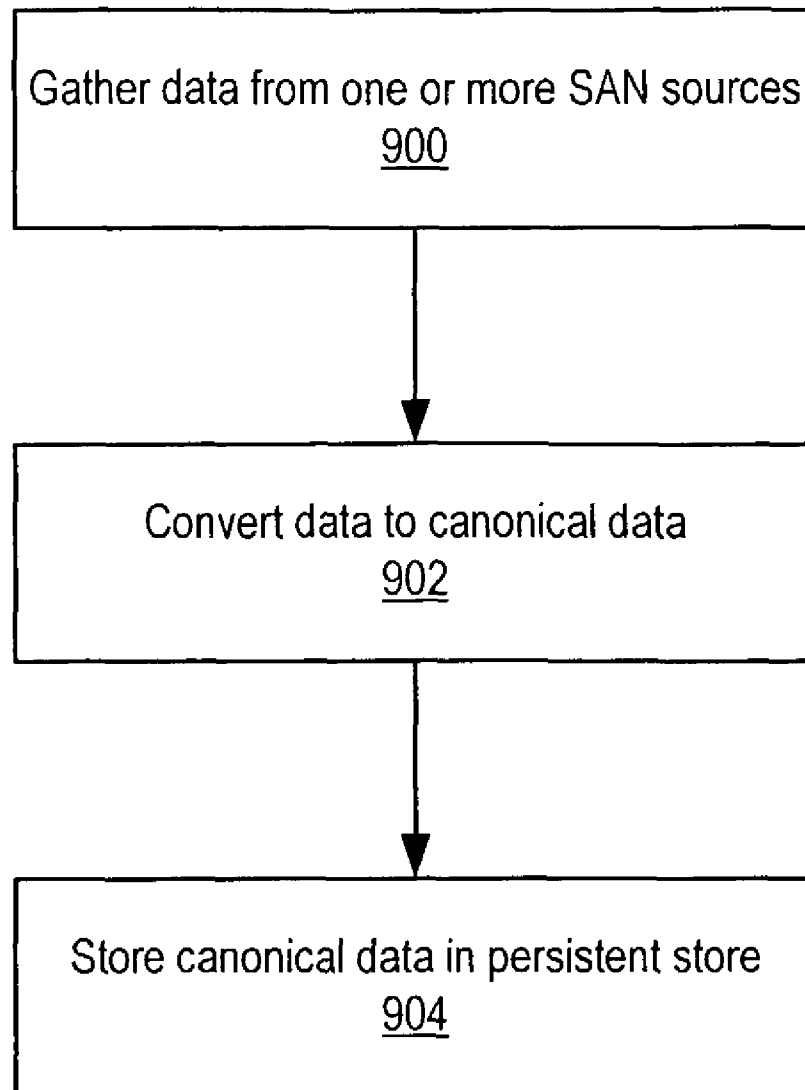 Gather data from one or more SAN sources
900
Convert data to canonical data
902
Store canonical data in persistent store
904